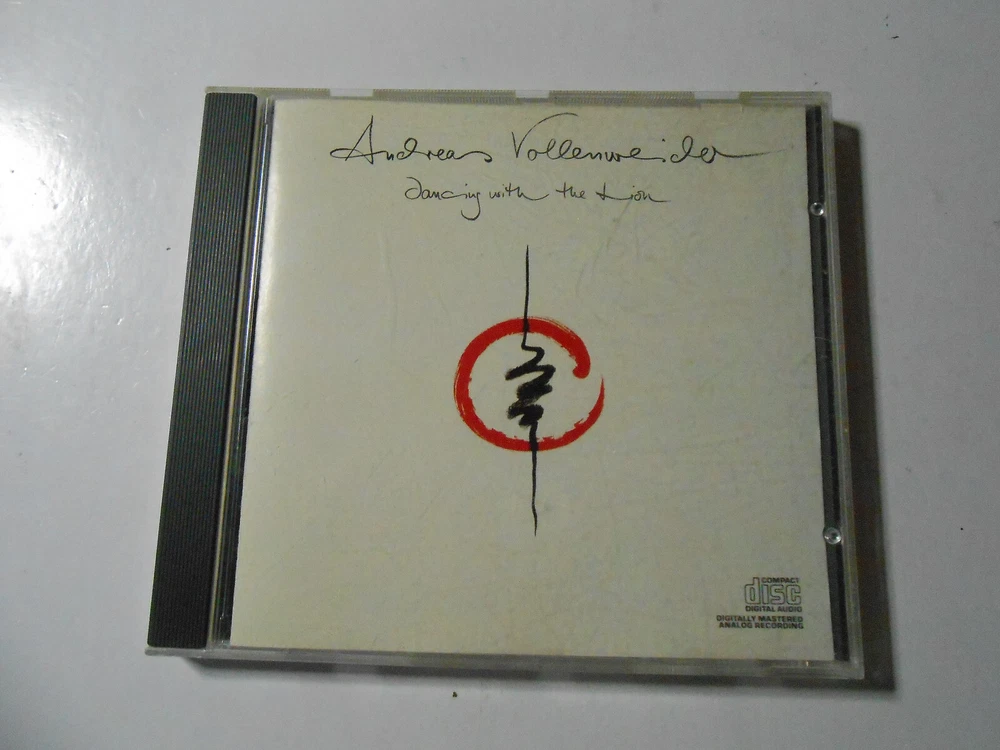 Andreas Vollenweider
dancing with the Lion
COMPACT
disc
DIGITAL AUDIO
DIGITALLY MASTERED
ANALOG RECORDING